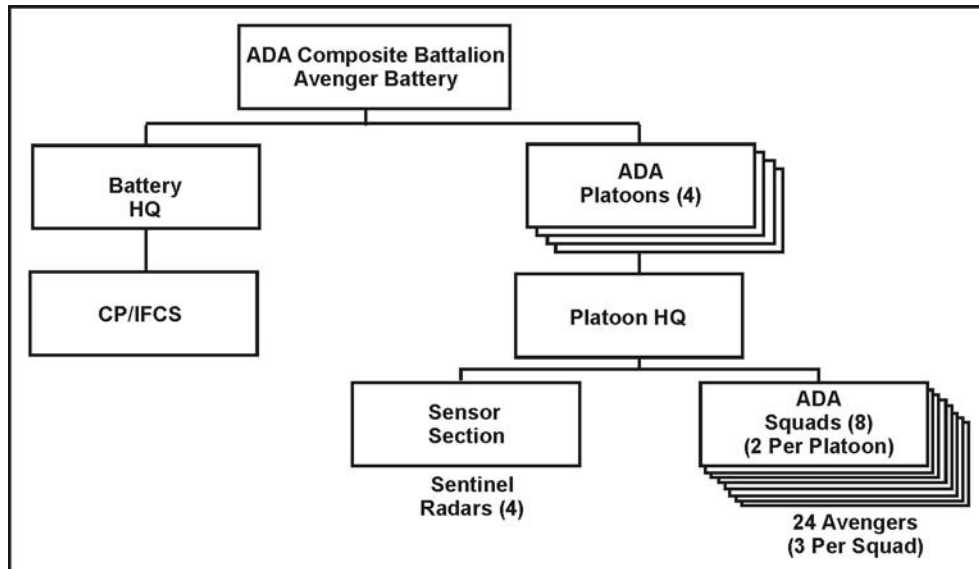 ADA Composite Battalion
Avenger Battery
Battery
HQ
ADA
Platoons (4)
CP/IFCS
Platoon HQ
Sensor
Section
ADA
Squads (8)
(2 Per Platoon)
Sentinel
Radars (4)
24 Avengers
(3 Per Squad)